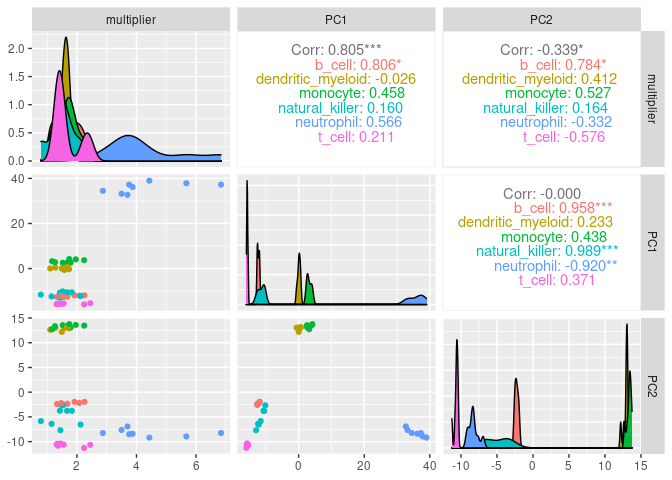 multiplier
PC1
PC2
2.0
1.5
1.0
0.5
0.0
Corr: 0.805***
b_cell: 0.806*
dendritic_myeloid: -0.026
monocyte: 0.458
natural_killer: 0.160
neutrophil: 0.566
t_cell: 0.211
Corr: -0.339*
b_cell: 0.784*
dendritic_myeloid: 0.412
monocyte: 0.527
natural_killer: 0.164
neutrophil: -0.332
t_cell: -0.576
multiplier
40
20
0
Corr: -0.000
b_cell: 0.958***
dendritic_myeloid: 0.233
monocyte: 0.438
natural_killer: 0.989***
neutrophil: -0.920**
t_cell: 0.371
PC1
15
10
5
0
-5
-10
PC2
2 4 6
0 20 40
-10 -5 0 5 10 15